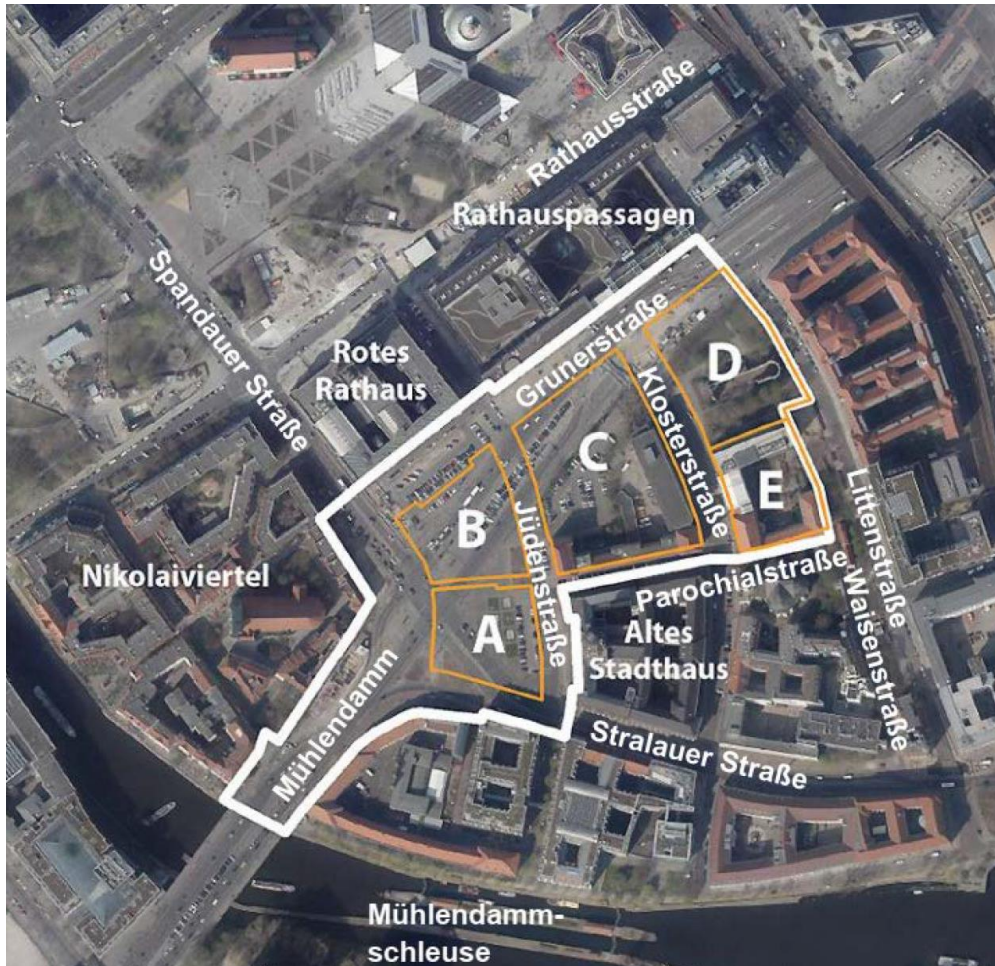 Rathausstraße
Rathauspassagen
Spandauer Straße
Rotes
Rathaus
Grunerstraße
D
Klosterstraße
C
E
B
Jüdenstraße
Littenstraße
Nikolaiviertel
Parochialstraße
Waisenstraße
A
Altes
Stadthaus
Mühlendamm
Stralauer Straße
Mühlendamm-
schleuse